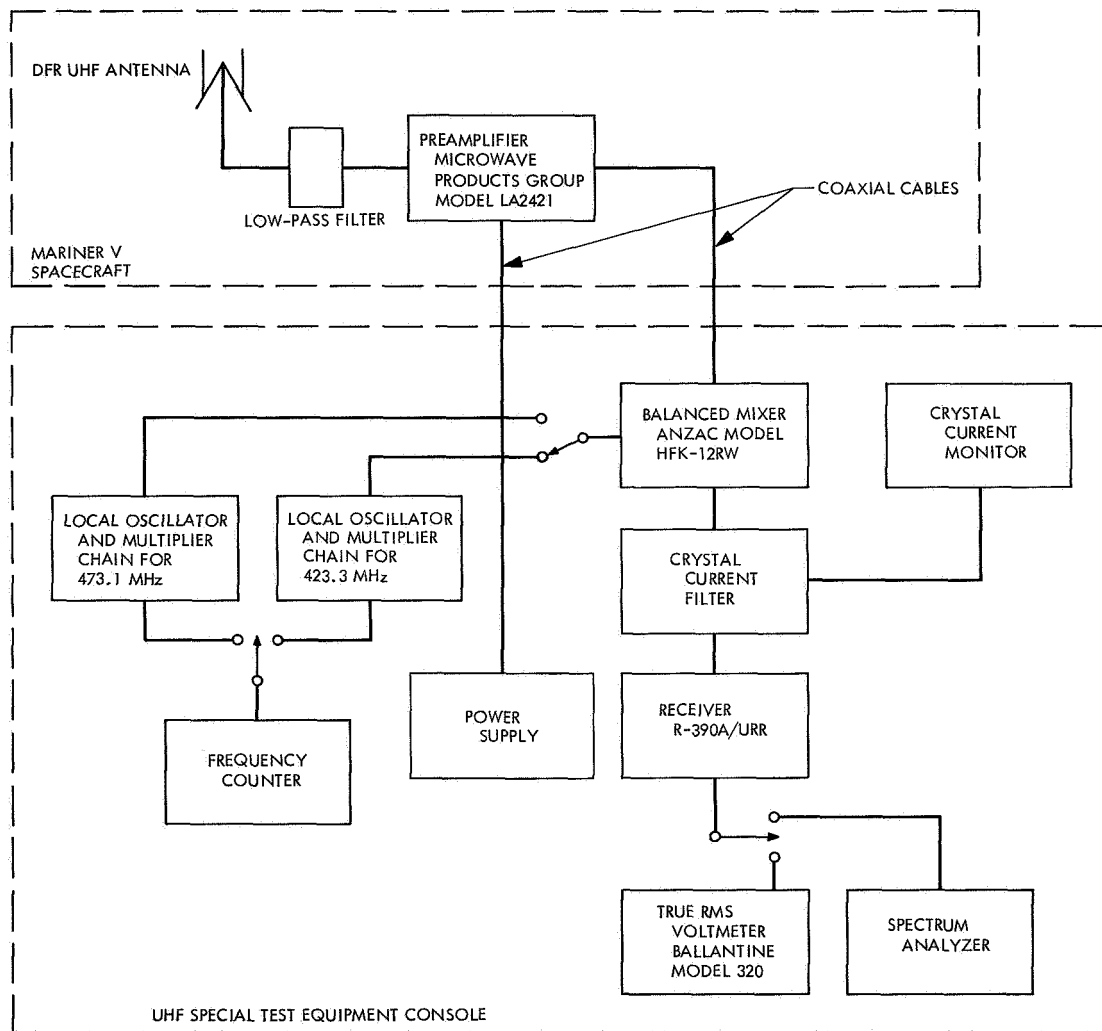 DFR UHF ANTENNA
PREAMPLIFIER
MICROWAVE
PRODUCTS GROUP
MODEL LA2421
COAXIAL CABLES
LOW-PASS FILTER
MARINER V
SPACECRAFT
BALANCED MIXER
ANZAC MODEL
HFK-12RW
CRYSTAL
CURRENT
MONITOR
LOCAL OSCILLATOR
AND MULTIPLIER
CHAIN FOR
473.1 MHz
LOCAL OSCILLATOR
AND MULTIPLIER
CHAIN FOR
423.3 MHz
CRYSTAL
CURRENT
FILTER
POWER
SUPPLY
RECEIVER
R-390A/URR
FREQUENCY
COUNTER
TRUE RMS
VOLTMETER
BALLANTINE
MODEL 320
SPECTRUM
ANALYZER
UHF SPECIAL TEST EQUIPMENT CONSOLE